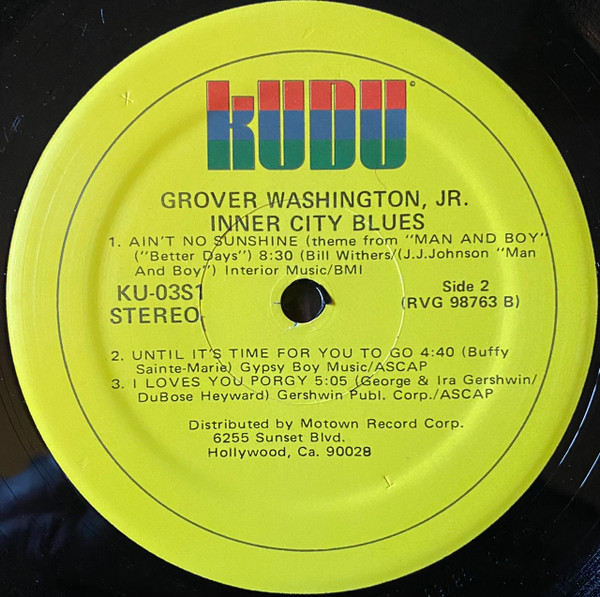 KUDU
GROVER WASHINGTON, JR.
INNER CITY BLUES
1. AIN'T NO SUNSHINE (theme from "MAN AND BOY"
("Better Days") 8:30 (Bill Withers/(J.J.Johnson "Man
And Boy") Interior Music/BMI
KU-03S1
STEREO
Side 2
(RVG 98763 B)
2. UNTIL IT'S TIME FOR YOU TO GO 4:40 (Buffy
Sainte-Marie) Gypsy Boy Music/ASCAP
3. I LOVES YOU PORGY 5:05 (George & Ira Gershwin/
DuBose Heyward) Gershwin Publ. Corp./ASCAP
Distributed by Motown Record Corp.
6255 Sunset Blvd.
Hollywood, Ca. 90028